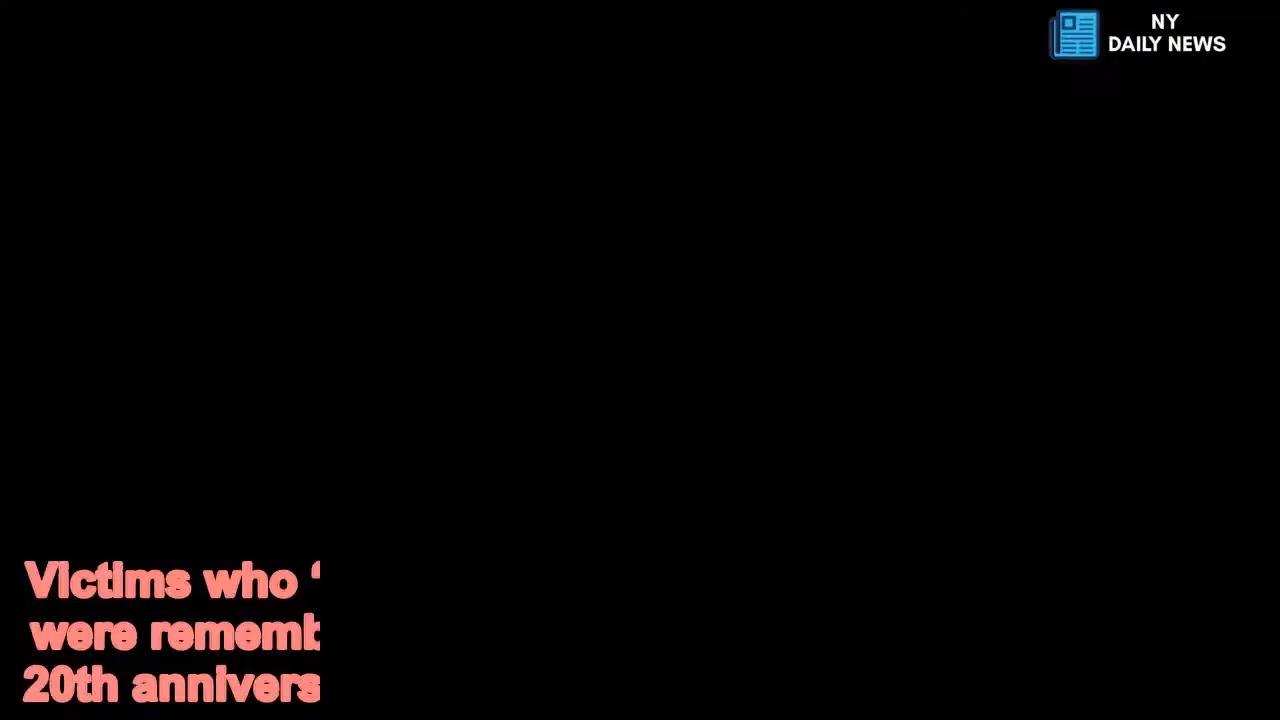 NY
DAILY NEWS
Victims who ‘
were rememb
20th annivers